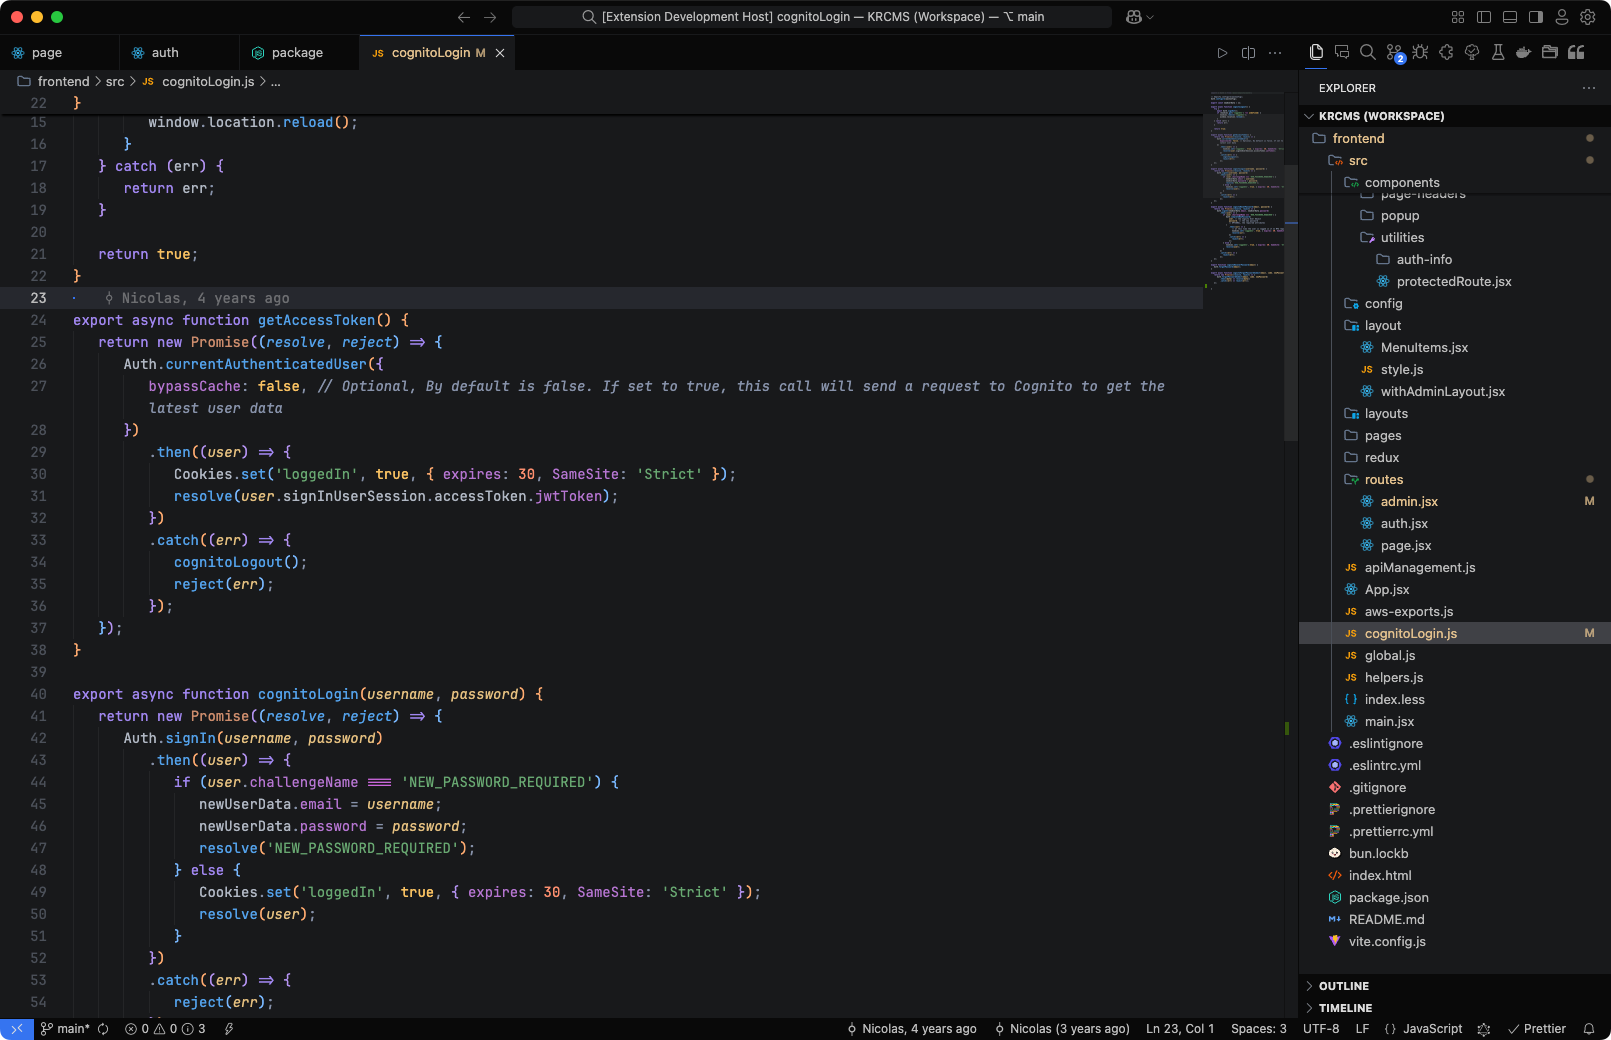 [Extension Development Host] cognitoLogin — KRCMS (Workspace) — ⌥ main
page
auth
package
JS cognitoLogin M
frontend > src > JS cognitoLogin.js > ...
22 }
15 window.location.reload();
16 }
17 } catch (err) {
18 return err;
19 }
20
21 return true;
22 }
23 Nicolas, 4 years ago
24 export async function getAccessToken() {
25 return new Promise((resolve, reject) => {
26 Auth.currentAuthenticatedUser({
27 bypassCache: false, // Optional, By default is false. If set to true, this call will send a request to Cognito to get the
latest user data
28 })
29 .then((user) => {
30 Cookies.set('loggedIn', true, { expires: 30, SameSite: 'Strict' });
31 resolve(user.signInUserSession.accessToken.jwtToken);
32 })
33 .catch((err) => {
34 cognitoLogout();
35 reject(err);
36 });
37 });
38 }
39
40 export async function cognitoLogin(username, password) {
41 return new Promise((resolve, reject) => {
42 Auth.signIn(username, password)
43 .then((user) => {
44 if (user.challengeName === 'NEW_PASSWORD_REQUIRED') {
45 newUserData.email = username;
46 newUserData.password = password;
47 resolve('NEW_PASSWORD_REQUIRED');
48 } else {
49 Cookies.set('loggedIn', true, { expires: 30, SameSite: 'Strict' });
50 resolve(user);
51 }
52 })
53 .catch((err) => {
54 reject(err);
2
EXPLORER
KRCMS (WORKSPACE)
frontend
src
components
page-headers
popup
utilities
auth-info
protectedRoute.jsx
config
layout
MenuItems.jsx
JS style.js
withAdminLayout.jsx
layouts
pages
redux
routes
admin.jsx M
auth.jsx
page.jsx
JS apiManagement.js
App.jsx
JS aws-exports.js
JS cognitoLogin.js M
JS global.js
JS helpers.js
{ } index.less
main.jsx
.eslintignore
.eslintrc.yml
.gitignore
.prettierignore
.prettierrc.yml
bun.lockb
index.html
package.json
README.md
vite.config.js
OUTLINE
TIMELINE
main* 0 0 3 Nicolas, 4 years ago Nicolas (3 years ago) Ln 23, Col 1 Spaces: 3 UTF-8 LF { } JavaScript Prettier